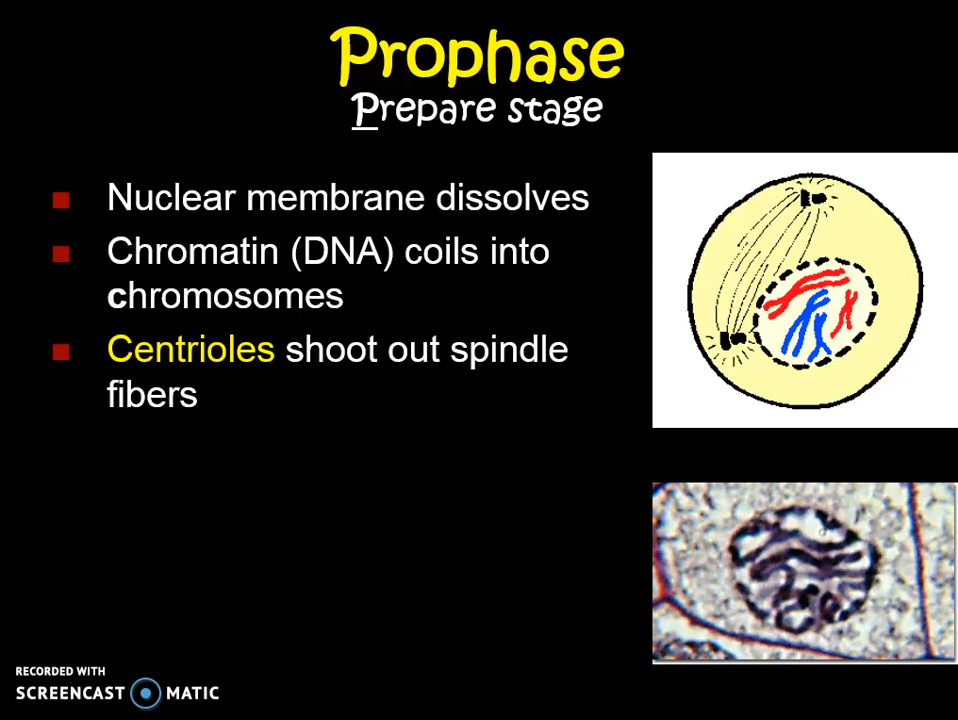 Prophase
Prepare stage
Nuclear membrane dissolves
Chromatin (DNA) coils into
chromosomes
Centrioles shoot out spindle
fibers
RECORDED WITH
SCREENCAST MATIC